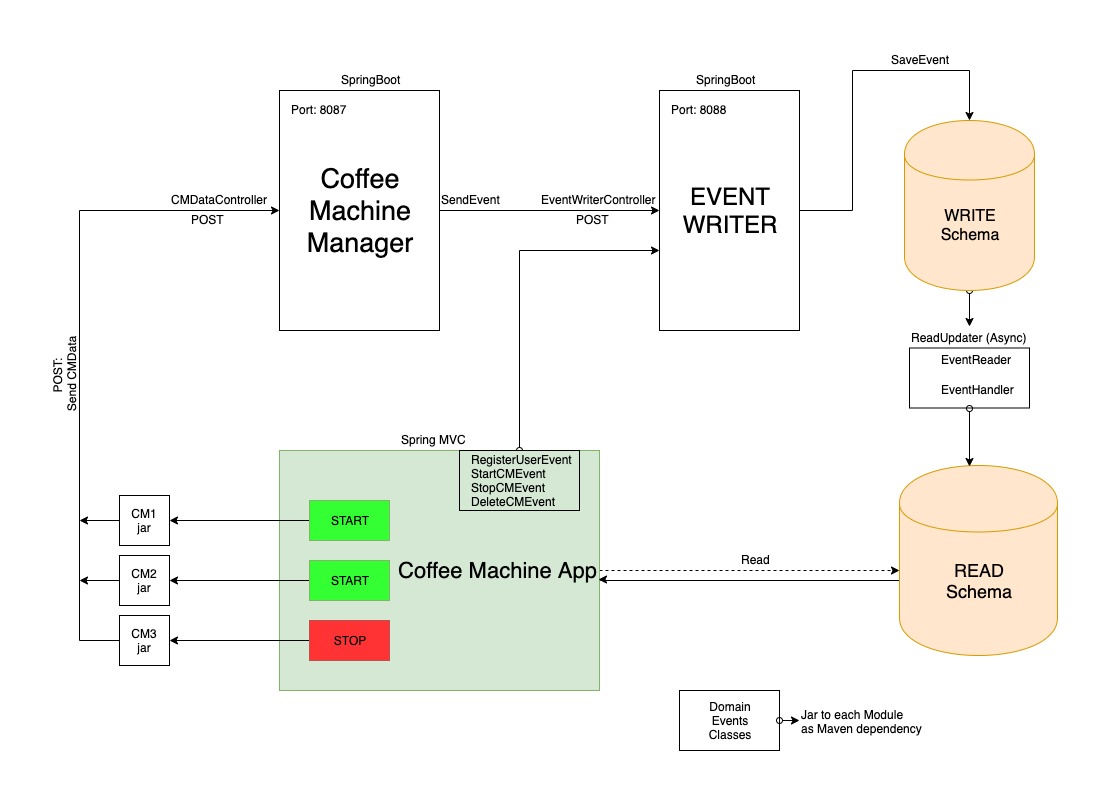 SaveEvent
SpringBoot
SpringBoot
Port: 8087
Port: 8088
Coffee
Machine
Manager
EVENT
WRITER
WRITE
Schema
CMDataController
POST
SendEvent
EventWriterController
POST
POST:
Send CMData
ReadUpdater (Async)
EventReader
EventHandler
Spring MVC
RegisterUserEvent
StartCMEvent
StopCMEvent
DeleteCMEvent
CM1
jar
START
CM2
jar
START
Coffee Machine App
Read
READ
Schema
CM3
jar
STOP
Domain
Events
Classes
Jar to each Module
as Maven dependency